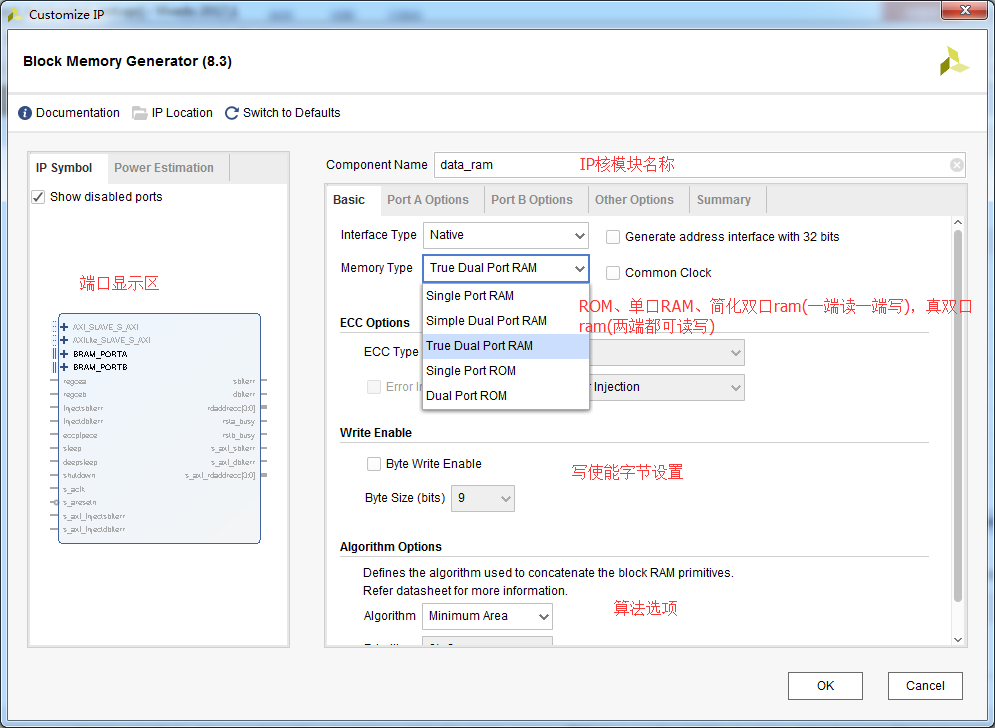 Customize IP
Block Memory Generator (8.3)
Documentation IP Location Switch to Defaults
IP Symbol Power Estimation
Show disabled ports
端口显示区
AXI_SLAVE_S_AXI
AXILite_SLAVE_S_AXI
BRAM_PORTA
BRAM_PORTB
regcea
regceb
injectsbiterr
injectdbiterr
eccpipece
sleep
deepsleep
shutdown
s_aclk
s_aresetn
s_axi_injectsbiterr
s_axi_injectdbiterr
sbiterr
dbiterr
rdaddrecc[3:0]
rsta_busy
rstb_busy
s_axi_sbiterr
s_axi_dbiterr
Component Name data_ram IP核模块名称
Basic Port A Options Port B Options Other Options Summary
Interface Type Native Generate address interface with 32 bits
Memory Type True Dual Port RAM Common Clock
Single Port RAM
Simple Dual Port RAM
True Dual Port RAM
Single Port ROM
Dual Port ROM
ROM、单口RAM、简化双口ram(一端读一端写)，真双口
ram(两端都可读写)
ECC Options
ECC Type
Error Injection
Write Enable
Byte Write Enable
写使能字节设置
Byte Size (bits) 9
Algorithm Options
Defines the algorithm used to concatenate the block RAM primitives.
Refer datasheet for more information.
算法选项
Algorithm Minimum Area
OK Cancel